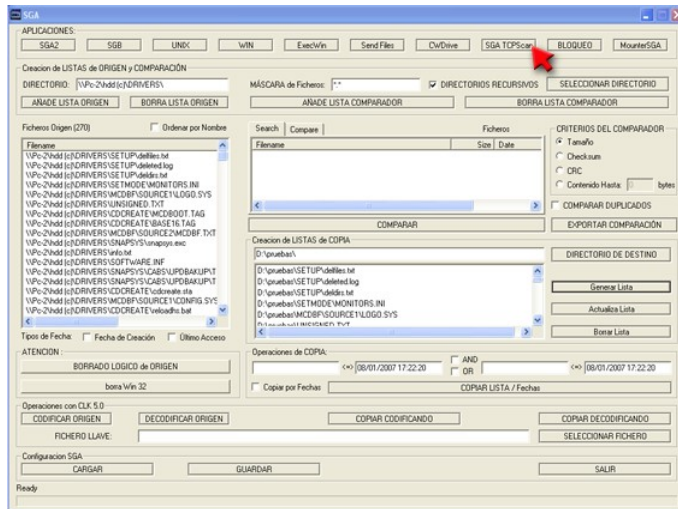 SGA
APLICACIONES:
SGA2 SGB UNIX WIN ExecWin Send Files CWDrive SGA TCPScan BLOQUEO MounterSGA
Creacion de LISTAS de ORIGEN y COMPARACIÓN
DIRECTORIO: \\Pc-2\hdd (c)\DRIVERS\ MÁSCARA de Ficheros: *.* DIRECTORIOS RECURSIVOS SELECCIONAR DIRECTORIO
AÑADE LISTA ORIGEN BORRA LISTA ORIGEN AÑADE LISTA COMPARADOR BORRA LISTA COMPARADOR
Ficheros Origen (270) Ordenar por Nombre
Filename
\\Pc-2\hdd (c)\DRIVERS\SETUP\delfiles.txt
\\Pc-2\hdd (c)\DRIVERS\SETUP\deleted.log
\\Pc-2\hdd (c)\DRIVERS\SETUP\deldirs.txt
\\Pc-2\hdd (c)\DRIVERS\SETMODE\MONITORS.INI
\\Pc-2\hdd (c)\DRIVERS\MCDBF\SOURCE1\LOGO.SYS
\\Pc-2\hdd (c)\DRIVERS\UNSIGNED.TXT
\\Pc-2\hdd (c)\DRIVERS\CDCREATE\MCDBOOT.TAG
\\Pc-2\hdd (c)\DRIVERS\CDCREATE\BASE16.TAG
\\Pc-2\hdd (c)\DRIVERS\MCDBF\SOURCE2\MCDBF.TXT
\\Pc-2\hdd (c)\DRIVERS\SNAPSYS\snapsys.exc
\\Pc-2\hdd (c)\DRIVERS\info.txt
\\Pc-2\hdd (c)\DRIVERS\SOFTWARE.INF
\\Pc-2\hdd (c)\DRIVERS\SNAPSYS\CABS\UPDBAKUP\T
\\Pc-2\hdd (c)\DRIVERS\SNAPSYS\CABS\UPDBAKUP\T
\\Pc-2\hdd (c)\DRIVERS\CDCREATE\cdcreate.sta
\\Pc-2\hdd (c)\DRIVERS\MCDBF\SOURCE1\CONFIG.SYS
\\Pc-2\hdd (c)\DRIVERS\CDCREATE\reloadhs.bat
Tipos de Fecha: Fecha de Creación Último Acceso
Search Compare Ficheros
Filename Size Date
COMPARAR
CRITERIOS DEL COMPARADOR
Tamaño
Checksum
CRC
Contenido Hasta: 0 bytes
COMPARAR DUPLICADOS
EXPORTAR COMPARACIÓN
Creacion de LISTAS de COPIA
D:\pruebas\ DIRECTORIO DE DESTINO
D:\pruebas\SETUP\delfiles.txt
D:\pruebas\SETUP\deleted.log
D:\pruebas\SETUP\deldirs.txt
D:\pruebas\SETMODE\MONITORS.INI
D:\pruebas\MCDBF\SOURCE1\LOGO.SYS
D:\pruebas\UNSIGNED.TXT
Generar Lista
Actualiza Lista
Borrar Lista
ATENCION :
BORRADO LOGICO de ORIGEN
borra Win 32
Operaciones de COPIA:
(<=) 08/01/2007 17:22:20 AND OR (<=) 08/01/2007 17:22:20
Copiar por Fechas COPIAR LISTA / Fechas
Operaciones con CLK 5.0
CODIFICAR ORIGEN DECODIFICAR ORIGEN COPIAR CODIFICANDO COPIAR DECODIFICANDO
FICHERO LLAVE: SELECCIONAR FICHERO
Configuracion SGA
CARGAR GUARDAR SALIR
Ready